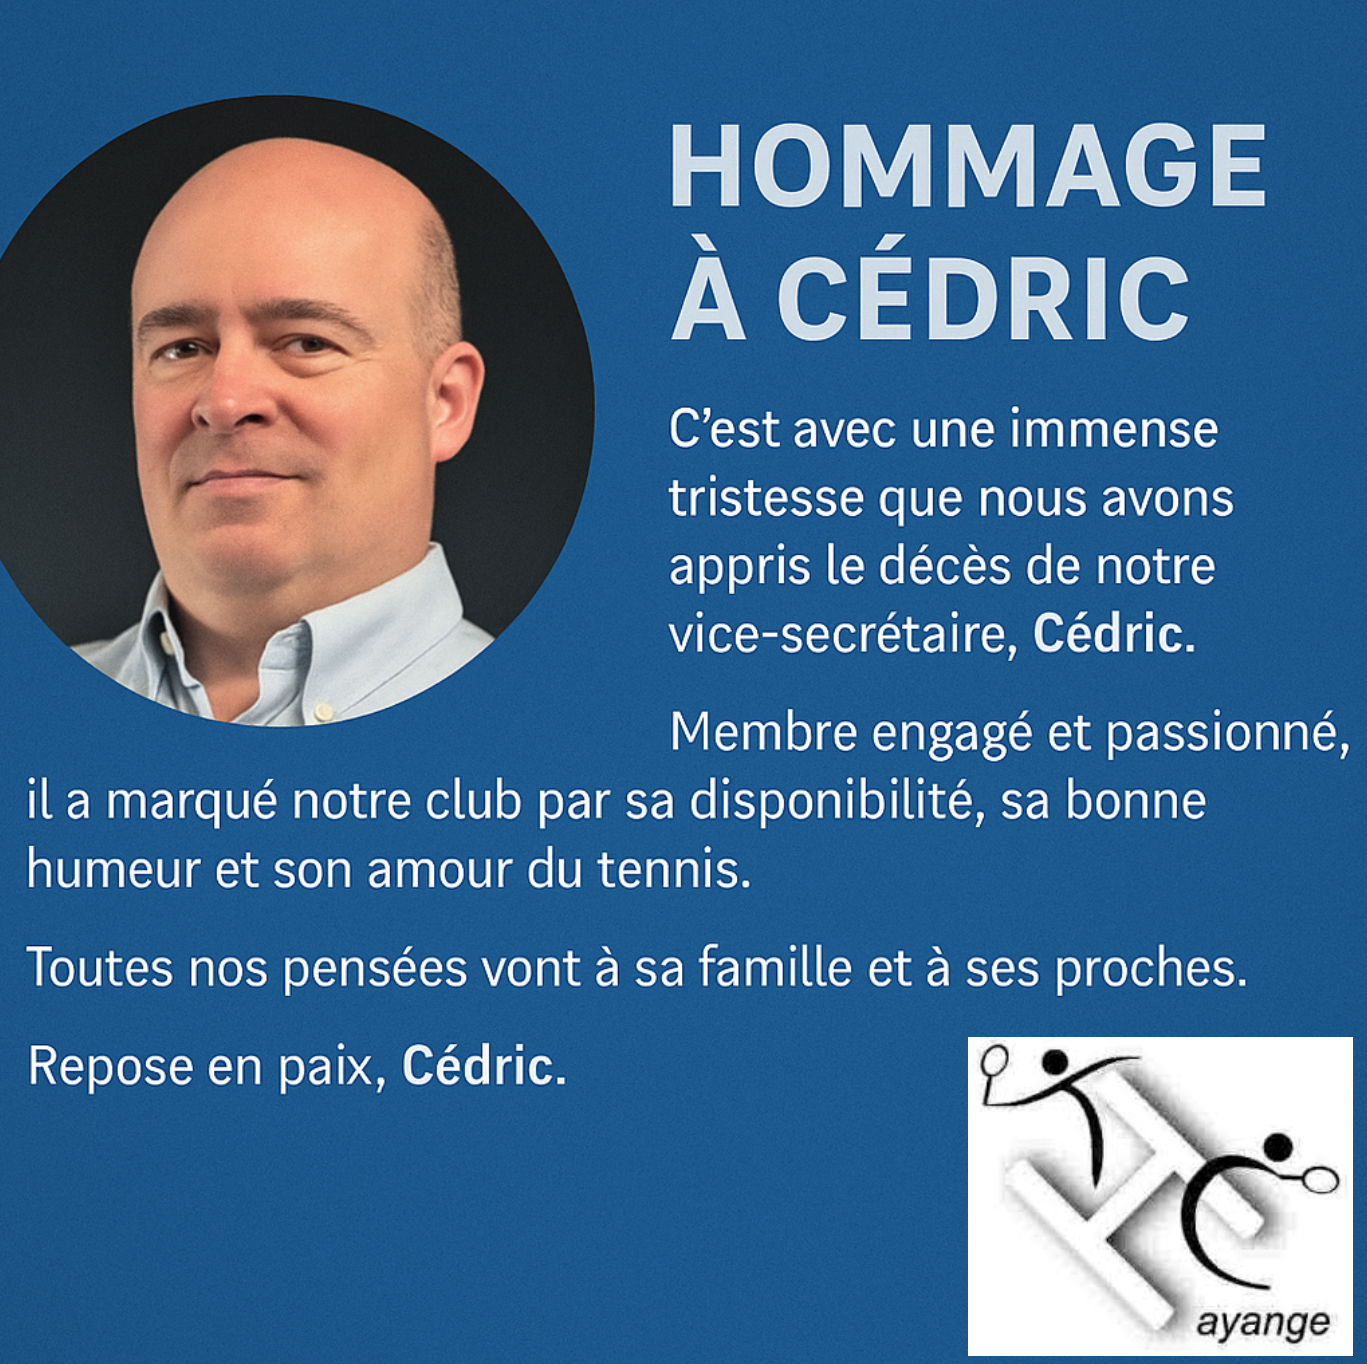 HOMMAGE
À CÉDRIC
C’est avec une immense
tristesse que nous avons
appris le décès de notre
vice-secrétaire, Cédric.
Membre engagé et passionné,
il a marqué notre club par sa disponibilité, sa bonne
humeur et son amour du tennis.
Toutes nos pensées vont à sa famille et à ses proches.
Repose en paix, Cédric.
H
ayange